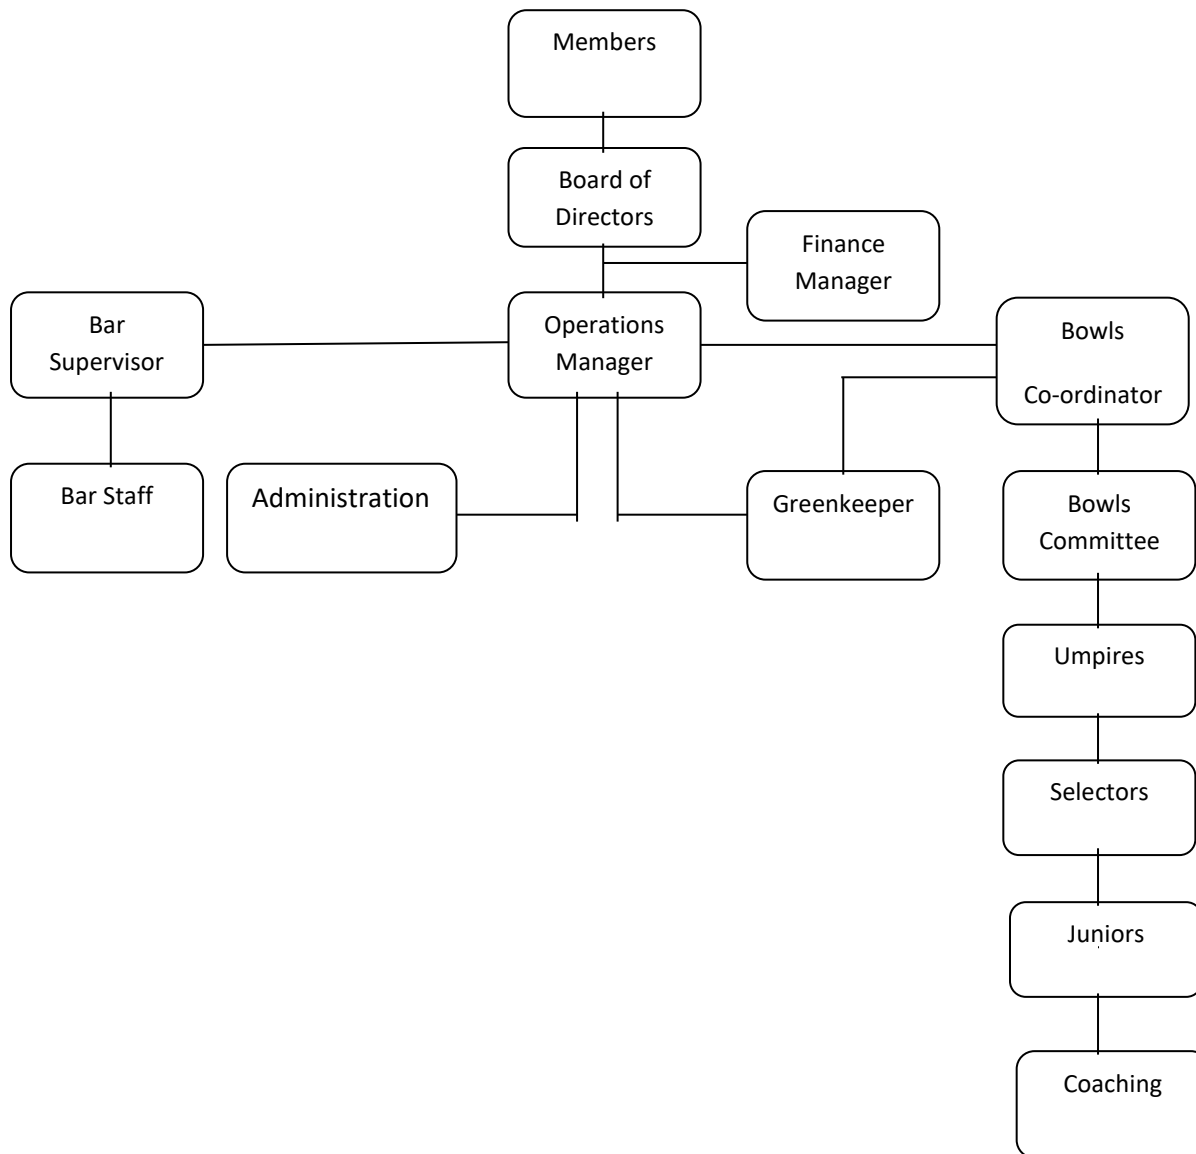 Members
Board of
Directors
Finance
Manager
Bar
Supervisor
Operations
Manager
Bowls
Co-ordinator
Bar Staff
Administration
Greenkeeper
Bowls
Committee
Umpires
Selectors
Juniors
Coaching